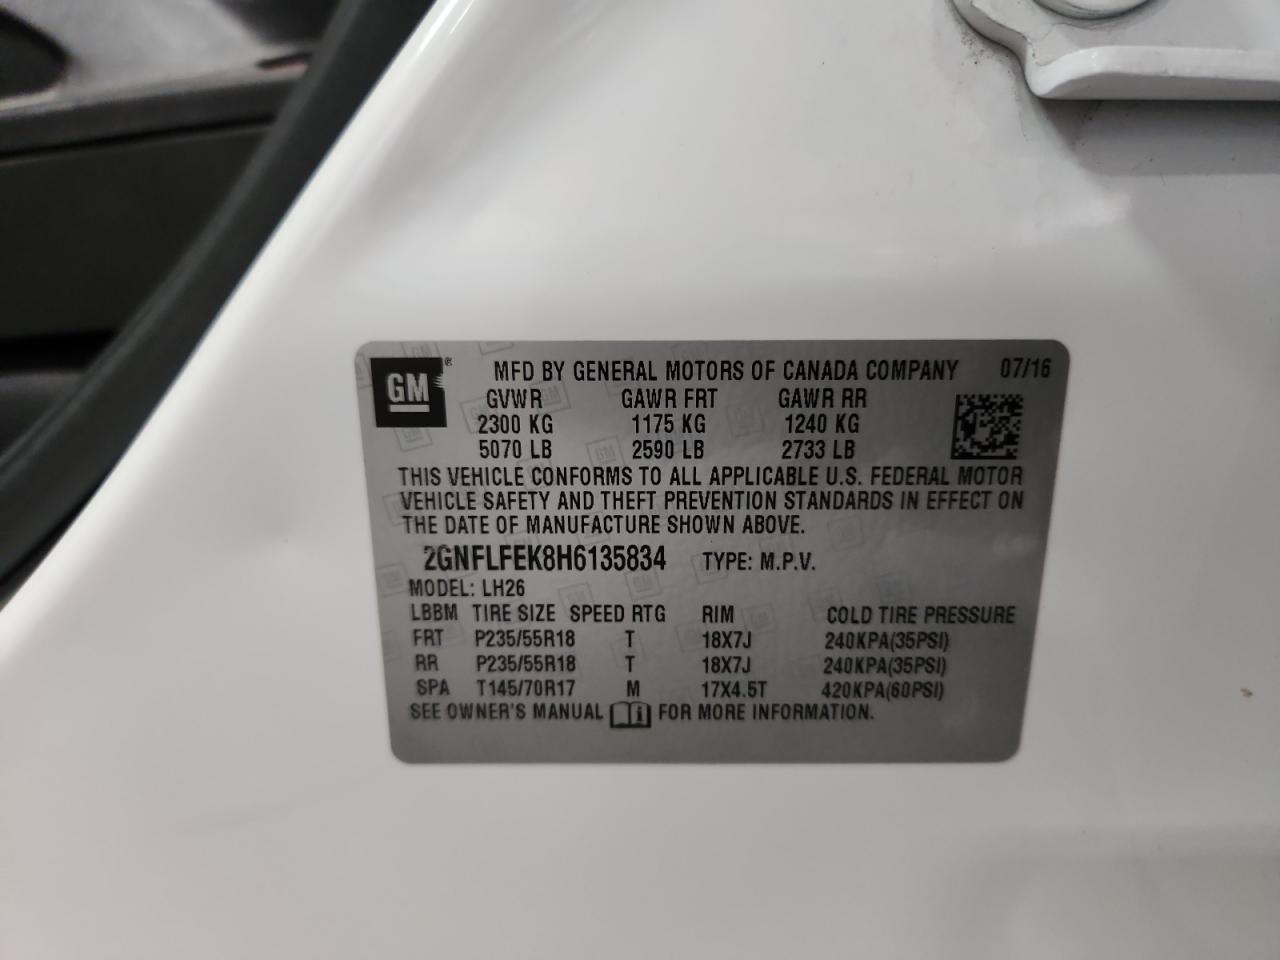 GM ® MFD BY GENERAL MOTORS OF CANADA COMPANY 07/16
GVWR GAWR FRT GAWR RR
2300 KG 1175 KG 1240 KG
5070 LB 2590 LB 2733 LB
THIS VEHICLE CONFORMS TO ALL APPLICABLE U.S. FEDERAL MOTOR
VEHICLE SAFETY AND THEFT PREVENTION STANDARDS IN EFFECT ON
THE DATE OF MANUFACTURE SHOWN ABOVE.
2GNFLFEK8H6135834 TYPE: M.P.V.
MODEL: LH26
LBBM TIRE SIZE SPEED RTG RIM COLD TIRE PRESSURE
FRT P235/55R18 T 18X7J 240KPA(35PSI)
RR P235/55R18 T 18X7J 240KPA(35PSI)
SPA T145/70R17 M 17X4.5T 420KPA(60PSI)
SEE OWNER'S MANUAL i FOR MORE INFORMATION.